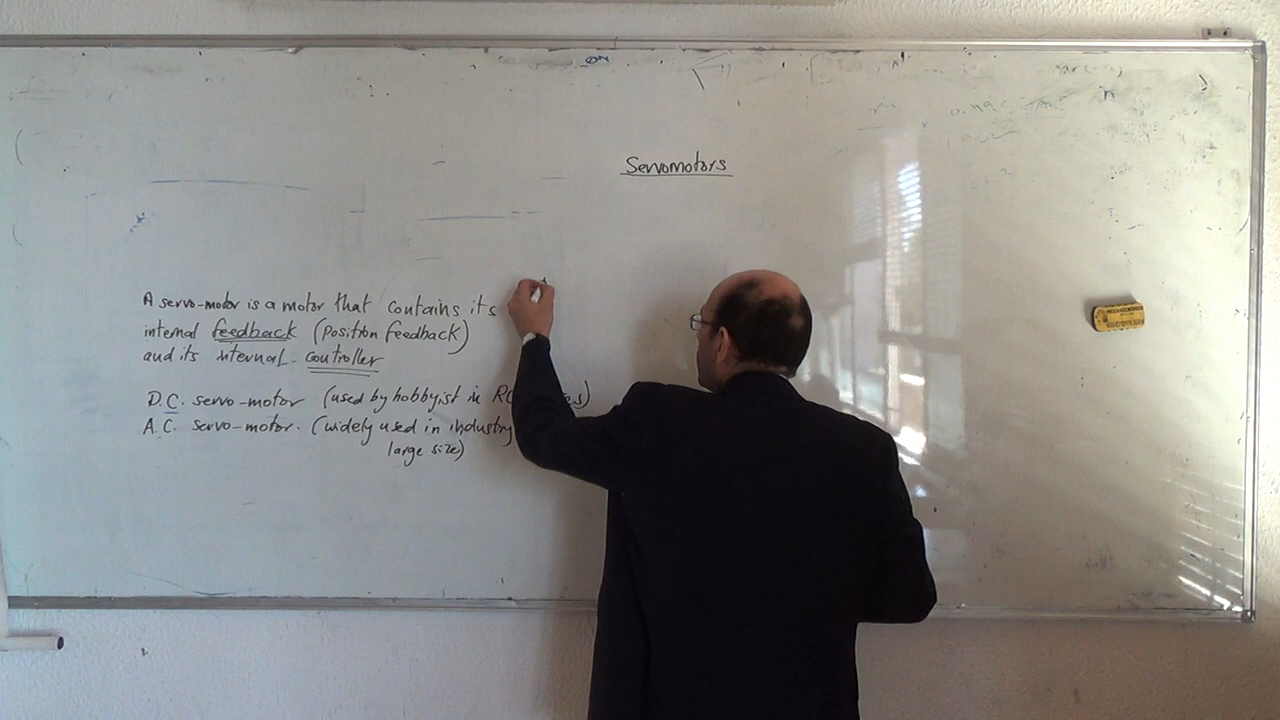 Servomotors
A servo-motor is a motor that contains its
internal feedback (position feedback)
and its internal controller
D.C. servo-motor (used by hobbyist in
A.C. servo-motor. (widely used in industry
large size)